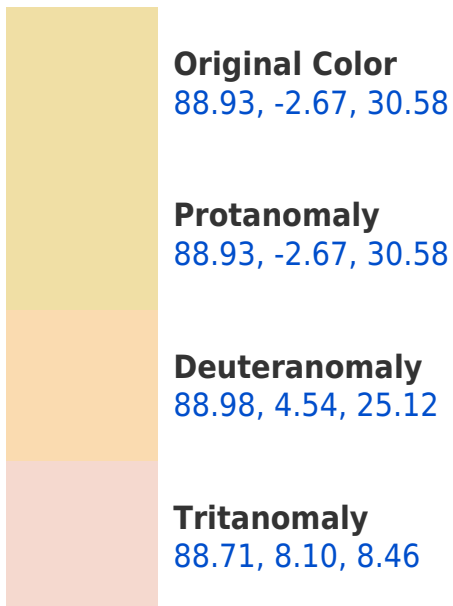 Original Color
88.93, -2.67, 30.58
Protanomaly
88.93, -2.67, 30.58
Deuteranomaly
88.98, 4.54, 25.12
Tritanomaly
88.71, 8.10, 8.46